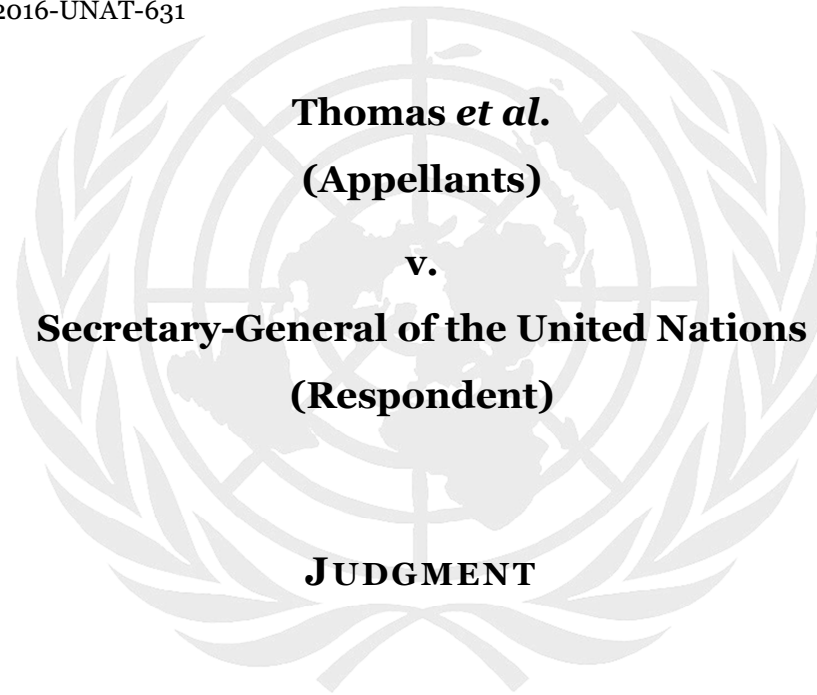 2016-UNAT-631
Thomas et al.
(Appellants)
v.
Secretary-General of the United Nations
(Respondent)
JUDGMENT